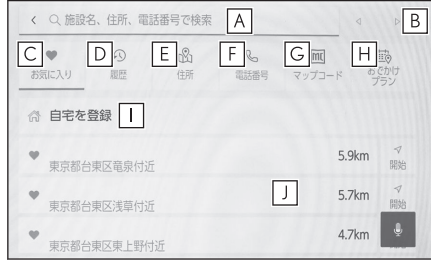 施設名、住所、電話番号で検索 A B
C D E F G H
お気に入り 履歴 住所 電話番号 マップコード おでかけプラン
自宅を登録 I
5.9km
東京都台東区竜泉付近 開始
J 5.7km
東京都台東区浅草付近 開始
4.7km
東京都台東区東上野付近